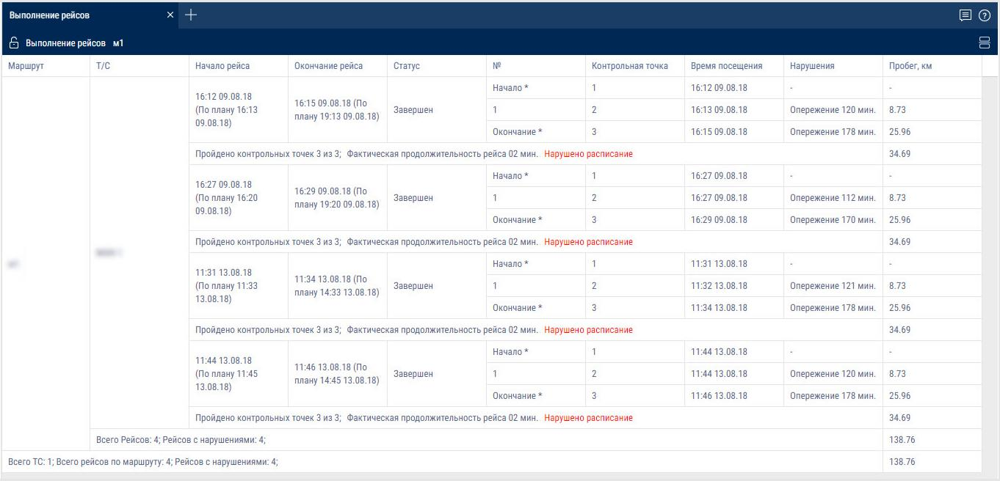 Выполнение рейсов
Выполнение рейсов м1
Маршрут Т/С Начало рейса Окончание рейса Статус № Контрольная точка Время посещения Нарушения Пробег, км
16:12 09.08.18
(По плану 16:13
09.08.18)
16:15 09.08.18 (По
плану 19:13 09.08.18)
Завершен
Начало * 1 16:12 09.08.18 - -
1 2 16:13 09.08.18 Опережение 120 мин. 8.73
Окончание * 3 16:15 09.08.18 Опережение 178 мин. 25.96
Пройдено контрольных точек 3 из 3; Фактическая продолжительность рейса 02 мин. Нарушено расписание 34.69
16:27 09.08.18
(По плану 16:20
09.08.18)
16:29 09.08.18 (По
плану 19:20 09.08.18)
Завершен
Начало * 1 16:27 09.08.18 - -
1 2 16:27 09.08.18 Опережение 112 мин. 8.73
Окончание * 3 16:29 09.08.18 Опережение 170 мин. 25.96
Пройдено контрольных точек 3 из 3; Фактическая продолжительность рейса 02 мин. Нарушено расписание 34.69
11:31 13.08.18
(По плану 11:33
13.08.18)
11:34 13.08.18 (По
плану 14:33 13.08.18)
Завершен
Начало * 1 11:31 13.08.18 - -
1 2 11:32 13.08.18 Опережение 121 мин. 8.73
Окончание * 3 11:34 13.08.18 Опережение 178 мин. 25.96
Пройдено контрольных точек 3 из 3; Фактическая продолжительность рейса 02 мин. Нарушено расписание 34.69
11:44 13.08.18
(По плану 11:45
13.08.18)
11:46 13.08.18 (По
плану 14:45 13.08.18)
Завершен
Начало * 1 11:44 13.08.18 - -
1 2 11:44 13.08.18 Опережение 120 мин. 8.73
Окончание * 3 11:46 13.08.18 Опережение 178 мин. 25.96
Пройдено контрольных точек 3 из 3; Фактическая продолжительность рейса 02 мин. Нарушено расписание 34.69
Всего Рейсов: 4; Рейсов с нарушениями: 4; 138.76
Всего ТС: 1; Всего рейсов по маршруту: 4; Рейсов с нарушениями: 4; 138.76